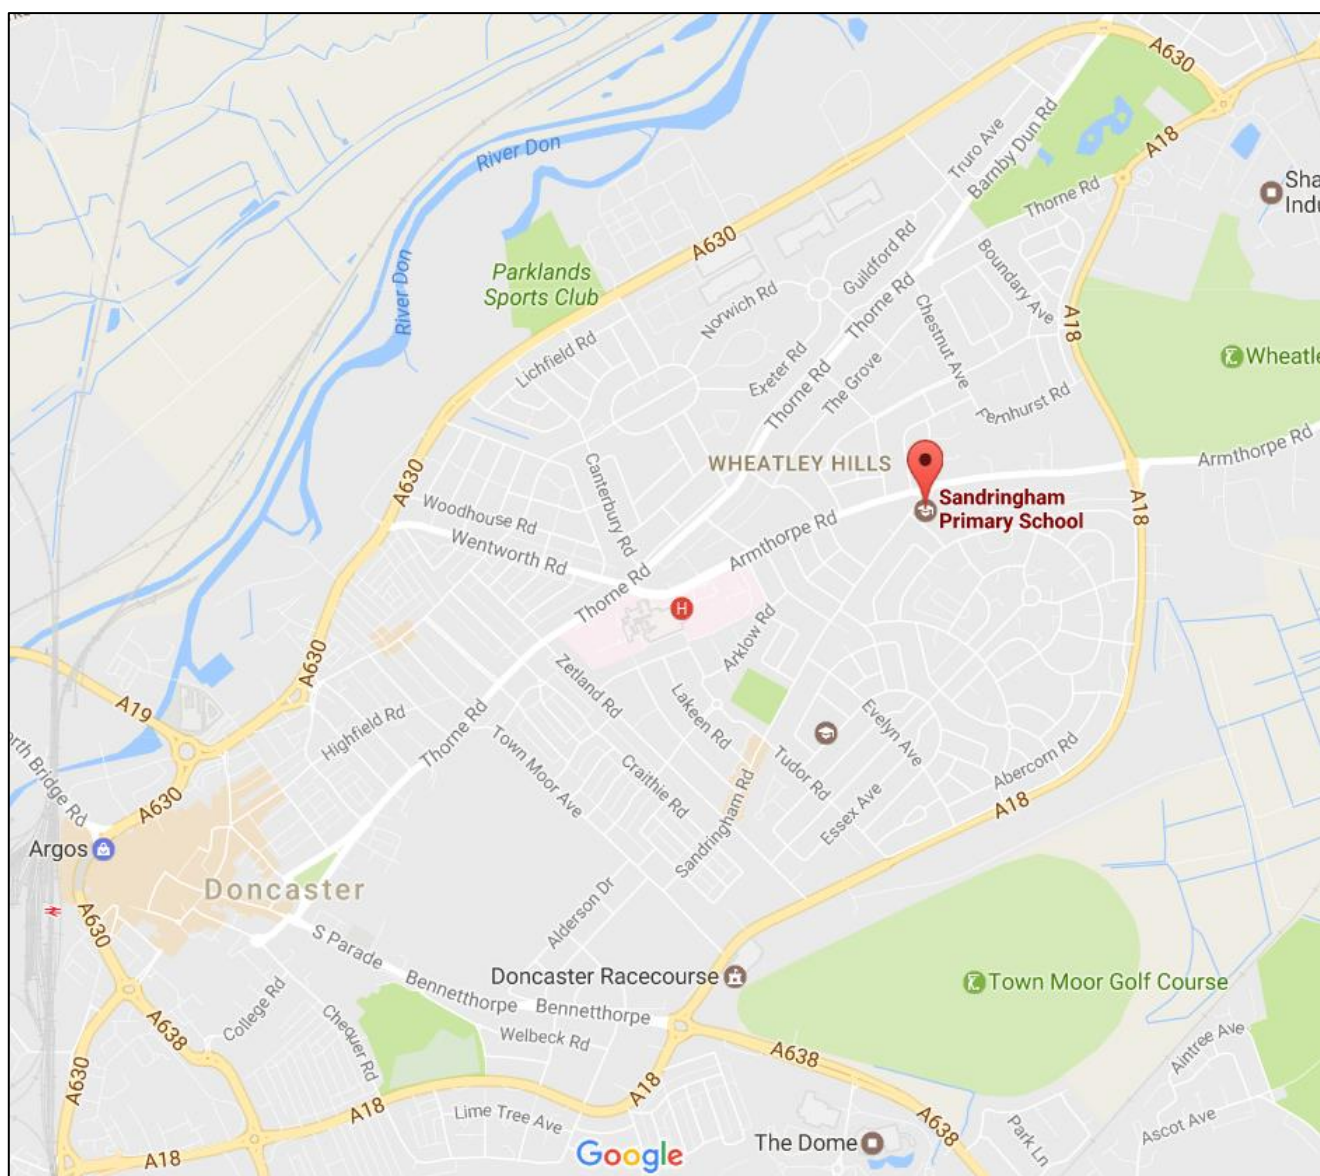 A630
A18
Truro Ave
Barnby Dun Rd
River Don
Thorne Rd
Sha
Indu
A630
Guildford Rd
Boundary Ave
Parklands
Sports Club
River Don
Norwich Rd
Thorne Rd
Chestnut Ave
A18
Lichfield Rd
Exeter Rd
The Grove
Wheatle
Thorne Rd
Fernhurst Rd
Armthorpe Rd
WHEATLEY HILLS
A630
Canterbury Rd
Sandringham
Primary School
A18
Woodhouse Rd
Wentworth Rd
Armthorpe Rd
Thorne Rd
H
Arklow Rd
A630
Zetland Rd
A19
Highfield Rd
Thorne Rd
Lakeen Rd
Evelyn Ave
orth Bridge Rd
Town Moor Ave
Craithie Rd
Tudor Rd
Abercorn Rd
A630
Sandringham Rd
Essex Ave
A18
Argos
Doncaster
A630
Alderson Dr
S Parade
Doncaster Racecourse
Town Moor Golf Course
Bennetthorpe
Bennetthorpe
College Rd
Chequer Rd
Welbeck Rd
A638
A638
Aintree Ave
A630
A18
A18
Lime Tree Ave
A638
Park Ln
Ascot Ave
The Dome
A18
Google